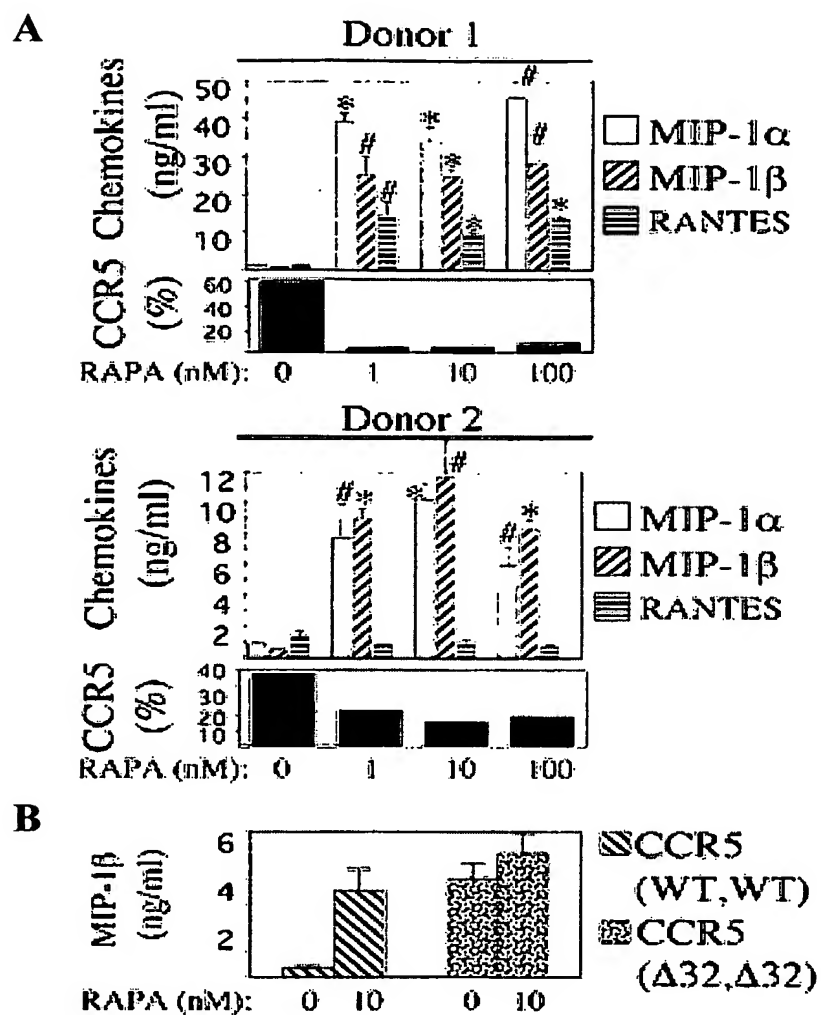 A
Donor 1
Chemokines
(ng/ml)
50
40
30
20
10
* # #
* * *
# # *
MIP-1α
MIP-1β
RANTES
CCR5
(%)
60
40
20
RAPA (nM): 0 1 10 100
Donor 2
Chemokines
(ng/ml)
12
10
8
6
4
2
# *
* #
# *
MIP-1α
MIP-1β
RANTES
CCR5
(%)
40
30
20
10
RAPA (nM): 0 1 10 100
B
MIP-1β
(ng/ml)
6
4
2
CCR5
(WT,WT)
CCR5
(Δ32,Δ32)
RAPA (nM): 0 10 0 10